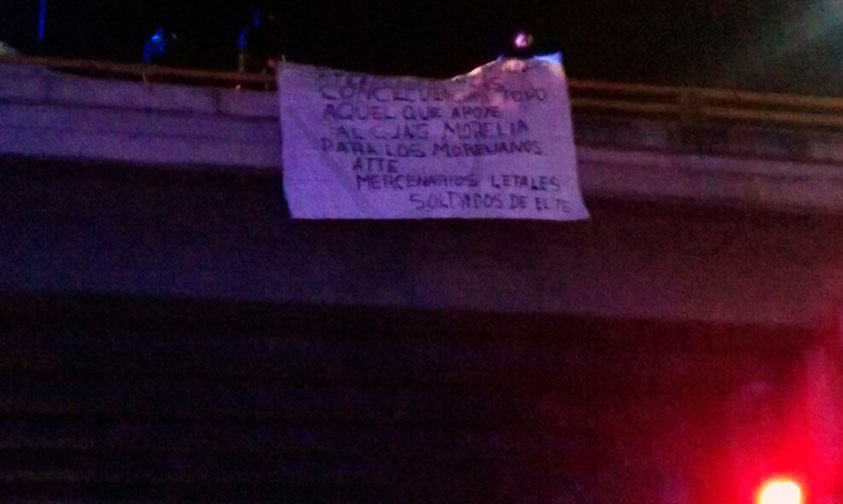 CONCECUENCIAS TODO
AQUEL QUE APOYE
AL CJNG MORELIA
PARA LOS MORELIANOS
ATTE
MERCENARIOS LETALES
SOLDADOS DE EL